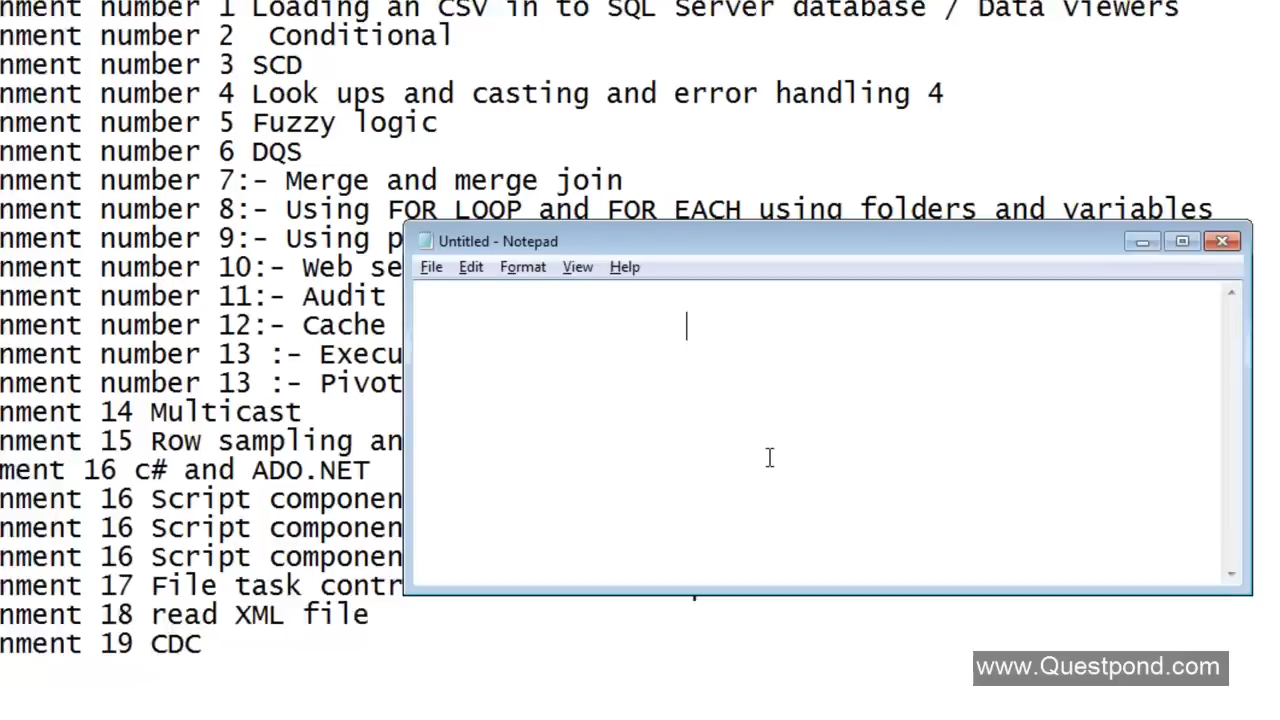 nment number 1 Loading an CSV in to SQL Server database / Data viewers
nment number 2  Conditional
nment number 3 SCD
nment number 4 Look ups and casting and error handling 4
nment number 5 Fuzzy logic
nment number 6 DQS
nment number 7:- Merge and merge join
nment number 8:- Using FOR LOOP and FOR EACH using folders and variables
nment number 9:- Using p
nment number 10:- Web se
nment number 11:- Audit
nment number 12:- Cache
nment number 13 :- Execu
nment number 13 :- Pivot
nment 14 Multicast
nment 15 Row sampling an
ment 16 c# and ADO.NET
nment 16 Script componen
nment 16 Script componen
nment 16 Script componen
nment 17 File task contr
nment 18 read XML file
nment 19 CDC
Untitled - Notepad
File Edit Format View Help
www.Questpond.com